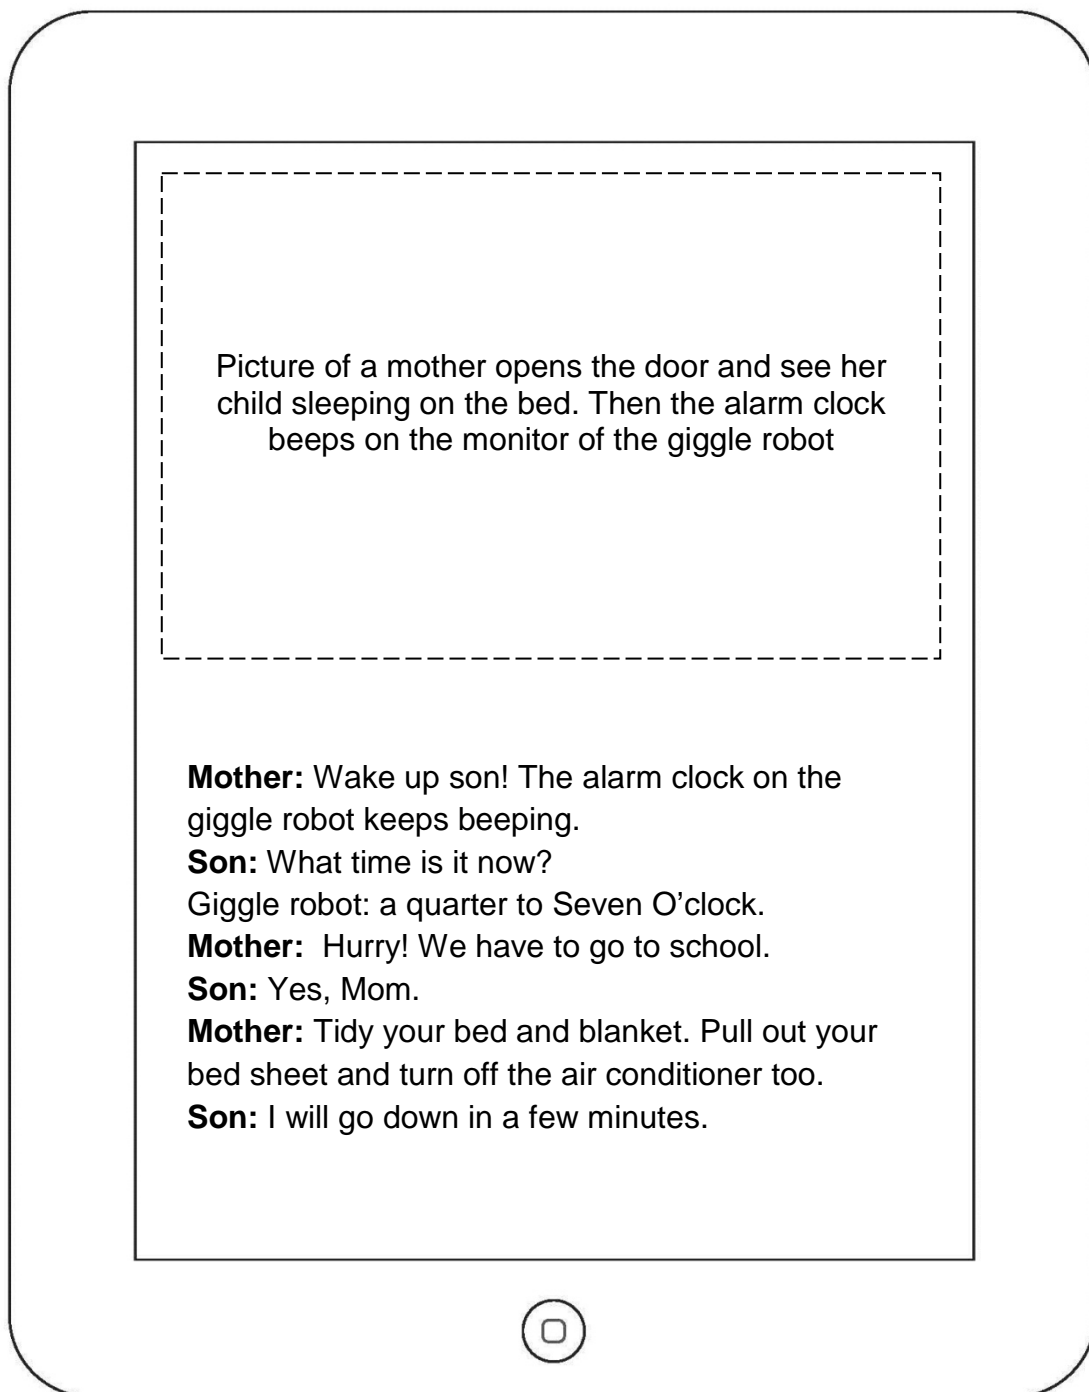 Picture of a mother opens the door and see her
child sleeping on the bed. Then the alarm clock
beeps on the monitor of the giggle robot
Mother: Wake up son! The alarm clock on the
giggle robot keeps beeping.
Son: What time is it now?
Giggle robot: a quarter to Seven O’clock.
Mother:  Hurry! We have to go to school.
Son: Yes, Mom.
Mother: Tidy your bed and blanket. Pull out your
bed sheet and turn off the air conditioner too.
Son: I will go down in a few minutes.